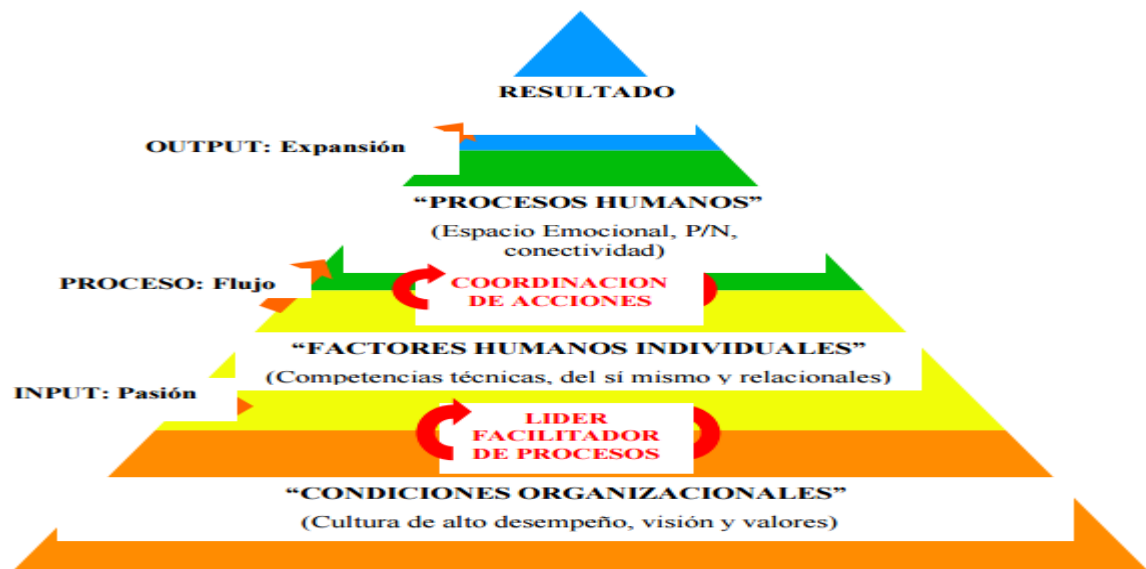 RESULTADO
OUTPUT: Expansión
“PROCESOS HUMANOS”
(Espacio Emocional, P/N,
conectividad)
PROCESO: Flujo
COORDINACION
DE ACCIONES
“FACTORES HUMANOS INDIVIDUALES”
(Competencias técnicas, del sí mismo y relacionales)
INPUT: Pasión
LIDER
FACILITADOR
DE PROCESOS
“CONDICIONES ORGANIZACIONALES”
(Cultura de alto desempeño, visión y valores)